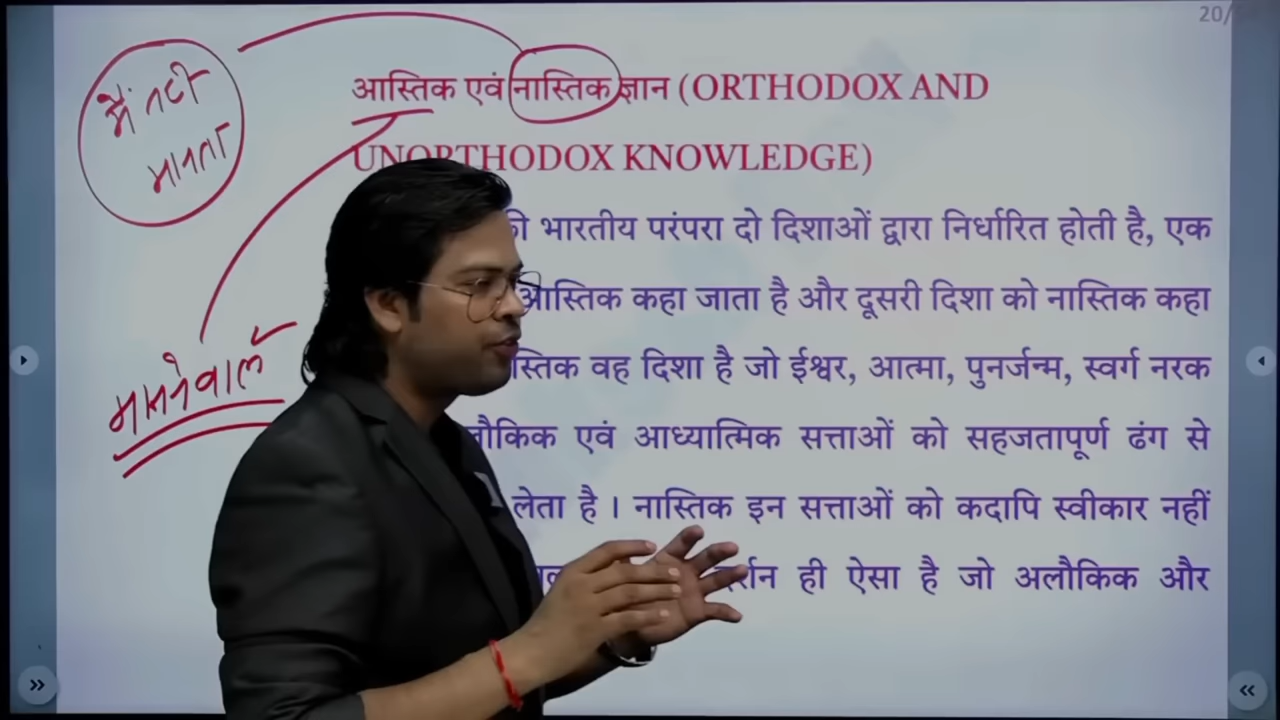 20/
मैं नही
मानता
आस्तिक एवं नास्तिक ज्ञान (ORTHODOX AND
UNORTHODOX KNOWLEDGE)
की भारतीय परंपरा दो दिशाओं द्वारा निर्धारित होती है, एक
आस्तिक कहा जाता है और दूसरी दिशा को नास्तिक कहा
स्तिक वह दिशा है जो ईश्वर, आत्मा, पुनर्जन्म, स्वर्ग नरक
मानने वाले
लौकिक एवं आध्यात्मिक सत्ताओं को सहजतापूर्ण ढंग से
लेता है । नास्तिक इन सत्ताओं को कदापि स्वीकार नहीं
दर्शन ही ऐसा है जो अलौकिक और